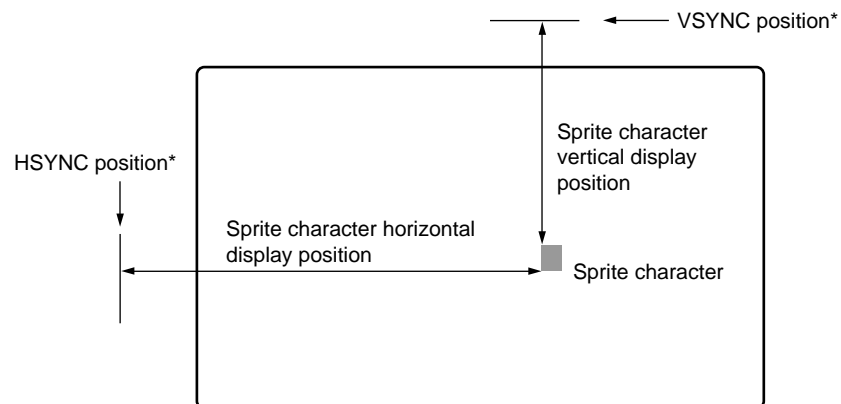 VSYNC position*
Sprite character
vertical display
position
HSYNC position*
Sprite character horizontal
display position
Sprite character